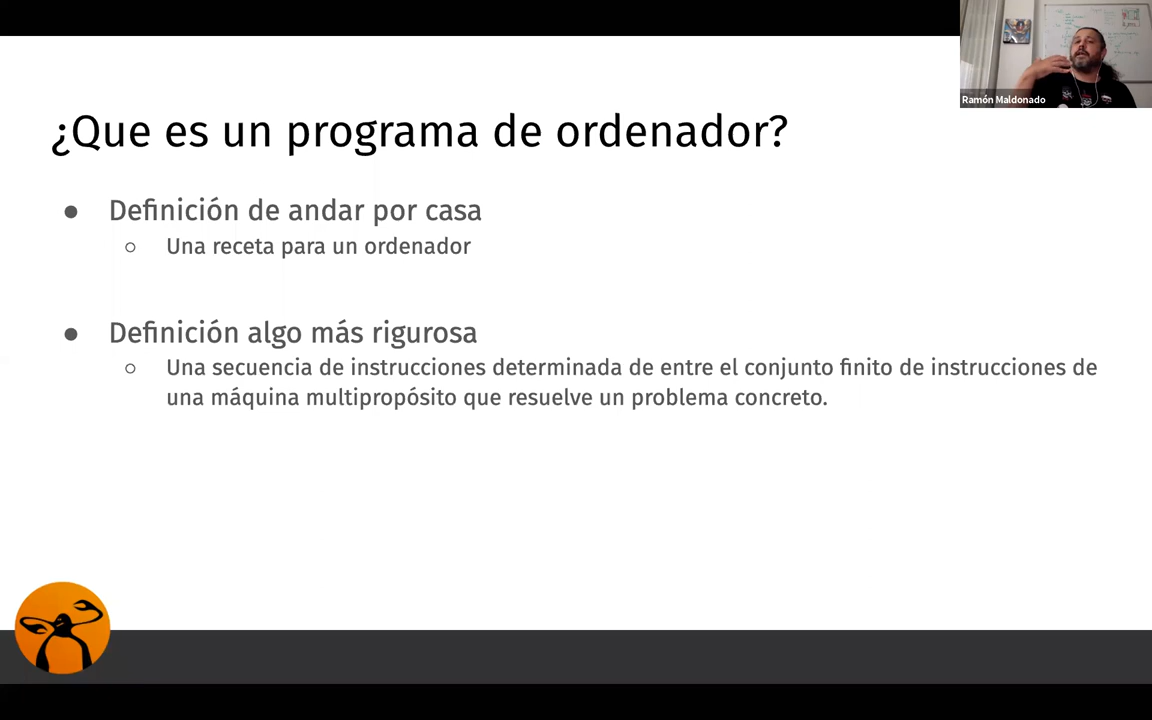 Ramón Maldonado
¿Que es un programa de ordenador?
● Definición de andar por casa
○ Una receta para un ordenador
● Definición algo más rigurosa
○ Una secuencia de instrucciones determinada de entre el conjunto finito de instrucciones de
una máquina multipropósito que resuelve un problema concreto.